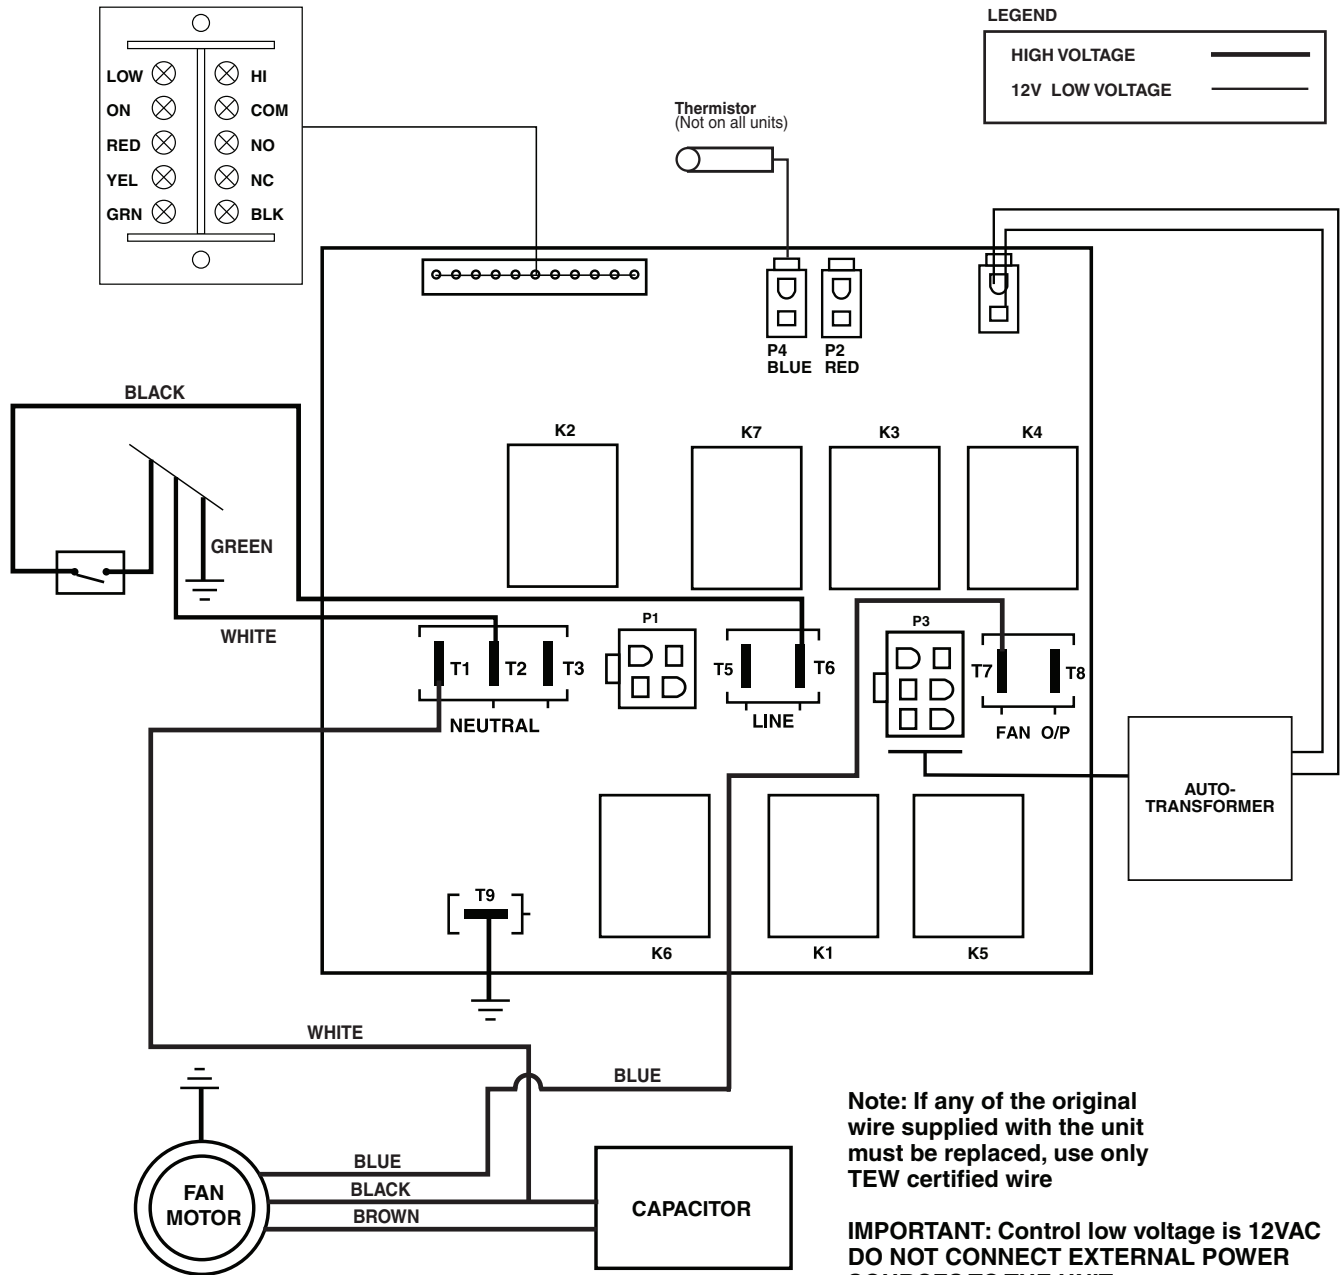 LEGEND
HIGH VOLTAGE
12V LOW VOLTAGE
LOW HI
ON COM
RED NO
YEL NC
GRN BLK
Thermistor
(Not on all units)
P4 P2
BLUE RED
BLACK
K2 K7 K3 K4
GREEN
WHITE
P1
P3
T1 T2 T3
T5 T6
T7 T8
NEUTRAL
LINE
FAN O/P
AUTO-
TRANSFORMER
T9
K6 K1 K5
WHITE
BLUE
BLUE
BLACK
BROWN
FAN
MOTOR
CAPACITOR
Note: If any of the original
wire supplied with the unit
must be replaced, use only
TEW certified wire
IMPORTANT: Control low voltage is 12VAC
DO NOT CONNECT EXTERNAL POWER